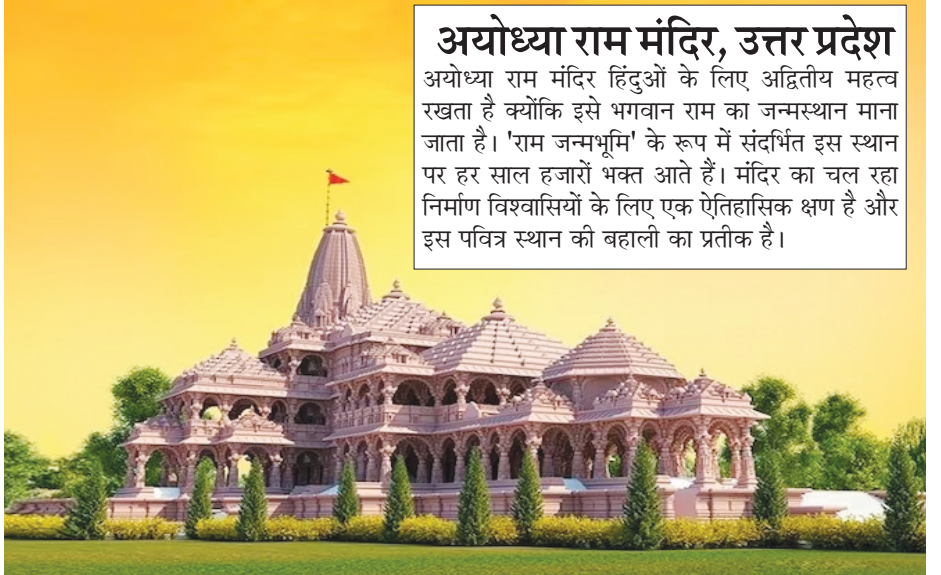 अयोध्या राम मंदिर, उत्तर प्रदेश
अयोध्या राम मंदिर हिंदुओं के लिए अद्वितीय महत्व
रखता है क्योंकि इसे भगवान राम का जन्मस्थान माना
जाता है। 'राम जन्मभूमि' के रूप में संदर्भित इस स्थान
पर हर साल हजारों भक्त आते हैं। मंदिर का चल रहा
निर्माण विश्वासियों के लिए एक ऐतिहासिक क्षण है और
इस पवित्र स्थान की बहाली का प्रतीक है।